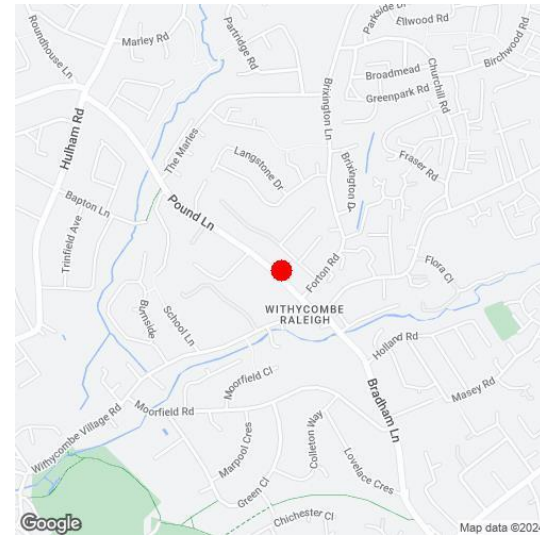 Parkside Dr
Ellwood Rd
Roundhouse Ln
Marley Rd
Partridge Rd
Birchwood Rd
Broadmead
Churchill Rd
Greenpark Rd
Brixington Ln
Hulham Rd
The Marles
Langstone Dr
Fraser Rd
Brixington D
Bapton Ln
Pound Ln
Trinfield Ave
Flora Cl
Forton Rd
WITHYCOMBE
RALEIGH
Burnside
School Ln
Holland Rd
Masey Rd
Moorfield Cl
Bradham Ln
Withycombe Village Rd
Moorfield Rd
Marpool Cres
Colleton Way
Lovelace Cres
Green Cl
Chichester Cl
Google
Map data ©2024